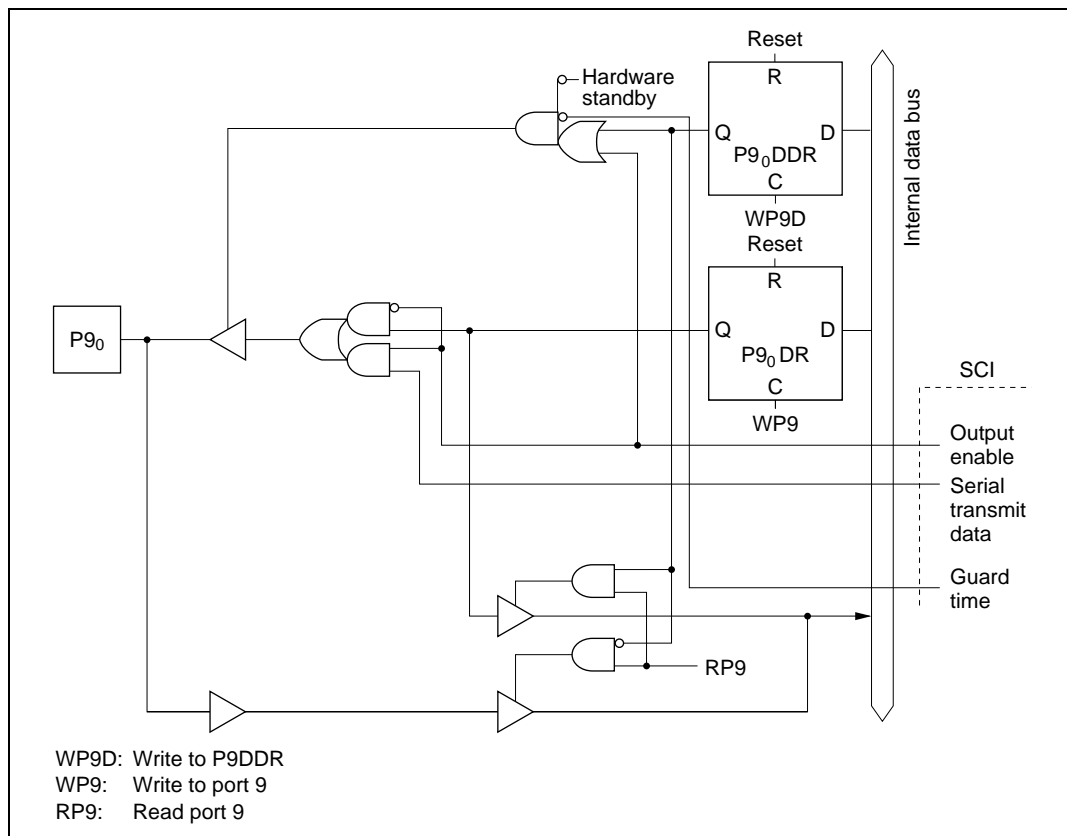 Reset
Hardware
standby
R
Q
D
P9₀DDR
C
WP9D
Reset
R
Q
D
P9₀ DR
C
WP9
P9₀
Internal data bus
SCI
Output
enable
Serial
transmit
data
Guard
time
RP9
WP9D: Write to P9DDR
WP9: Write to port 9
RP9: Read port 9